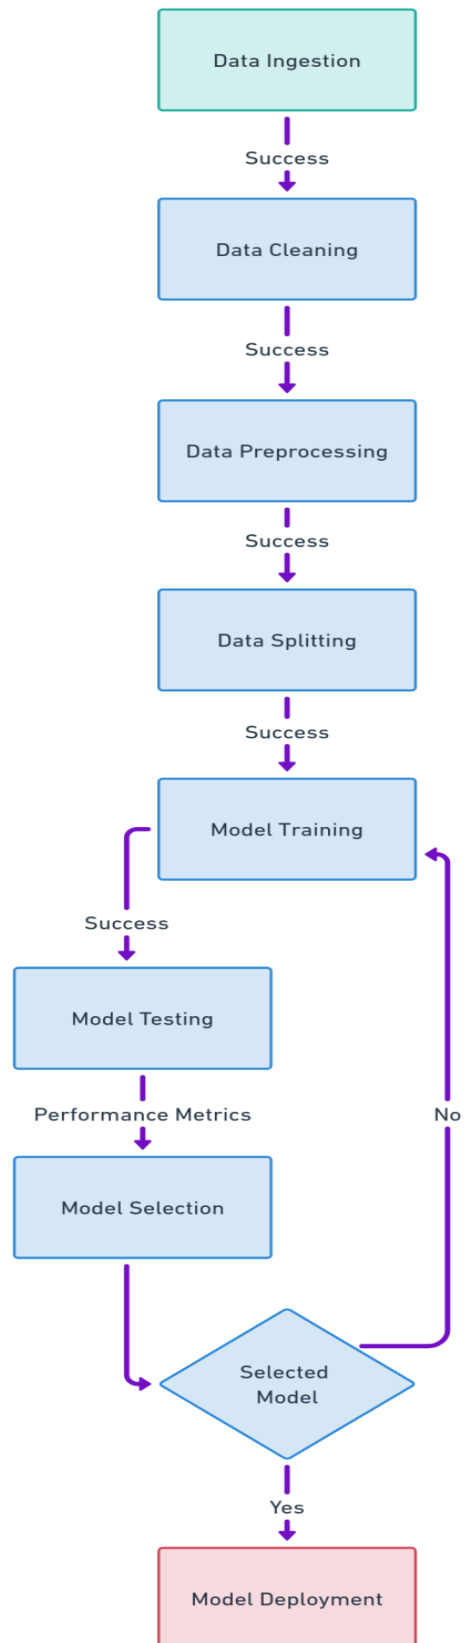 Data Ingestion
Success
Data Cleaning
Success
Data Preprocessing
Success
Data Splitting
Success
Model Training
Success
Model Testing
Performance Metrics
No
Model Selection
Selected
Model
Yes
Model Deployment